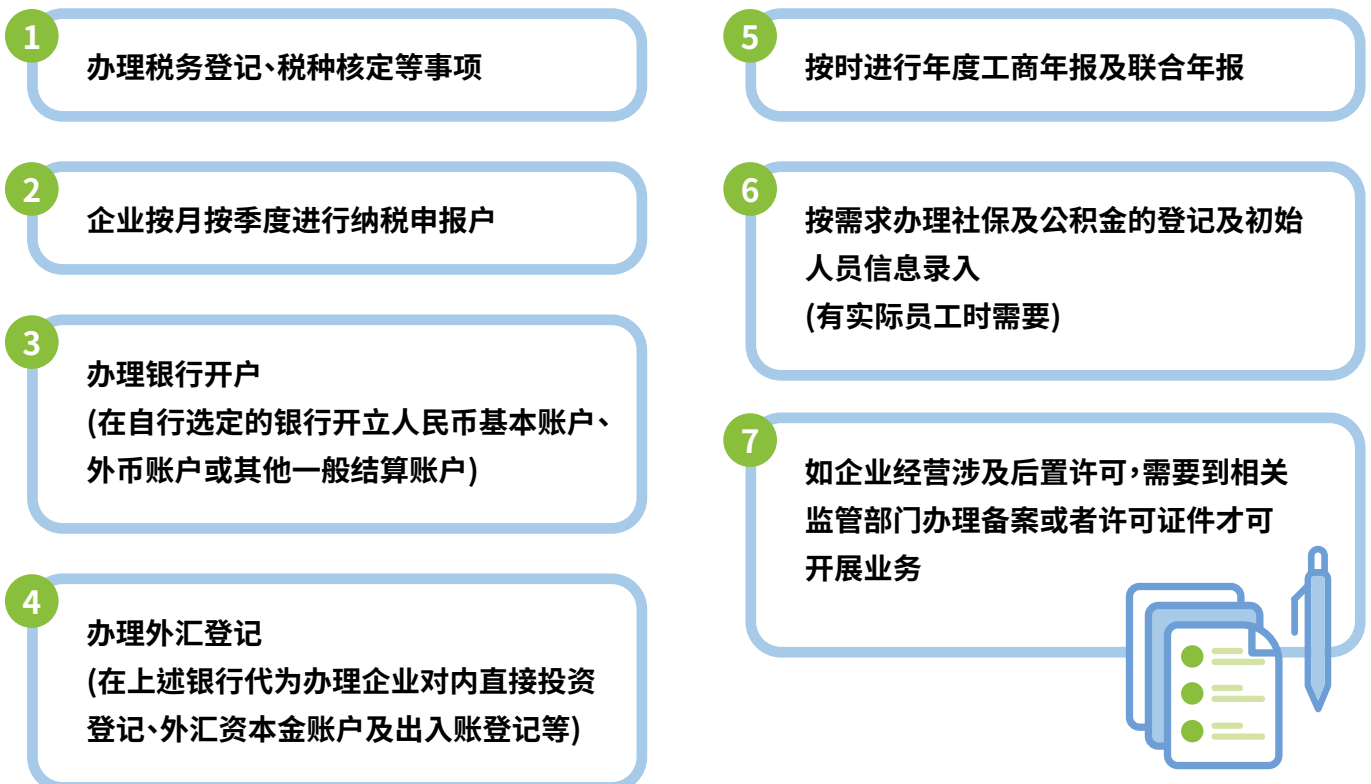 1
办理税务登记、税种核定等事项
2
企业按月按季度进行纳税申报户
3
办理银行开户
(在自行选定的银行开立人民币基本账户、
外币账户或其他一般结算账户)
4
办理外汇登记
(在上述银行代为办理企业对内直接投资
登记、外汇资本金账户及出入账登记等)
5
按时进行年度工商年报及联合年报
6
按需求办理社保及公积金的登记及初始
人员信息录入
(有实际员工时需要)
7
如企业经营涉及后置许可,需要到相关
监管部门办理备案或者许可证件才可
开展业务